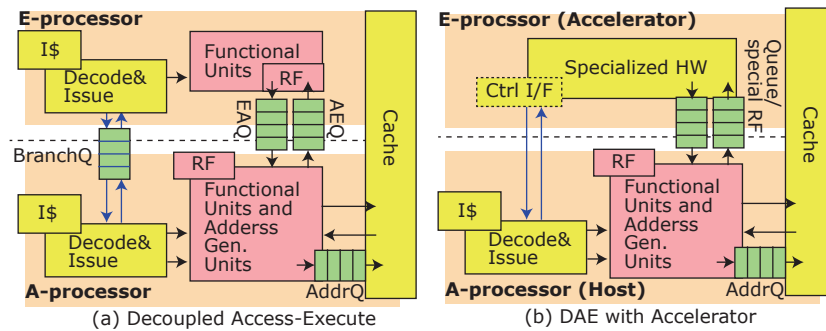 E-processor
I$
Decode&
Issue
Functional
Units
RF
EAQ
AEQ
BranchQ
Cache
RF
Functional
Units and
Adderss
Gen.
Units
I$
Decode&
Issue
AddrQ
A-processor
(a) Decoupled Access-Execute
E-procssor (Accelerator)
Specialized HW
Ctrl I/F
Queue/
special RF
Cache
RF
Functional
Units and
Adderss
Gen.
Units
I$
Decode&
Issue
AddrQ
A-processor (Host)
(b) DAE with Accelerator